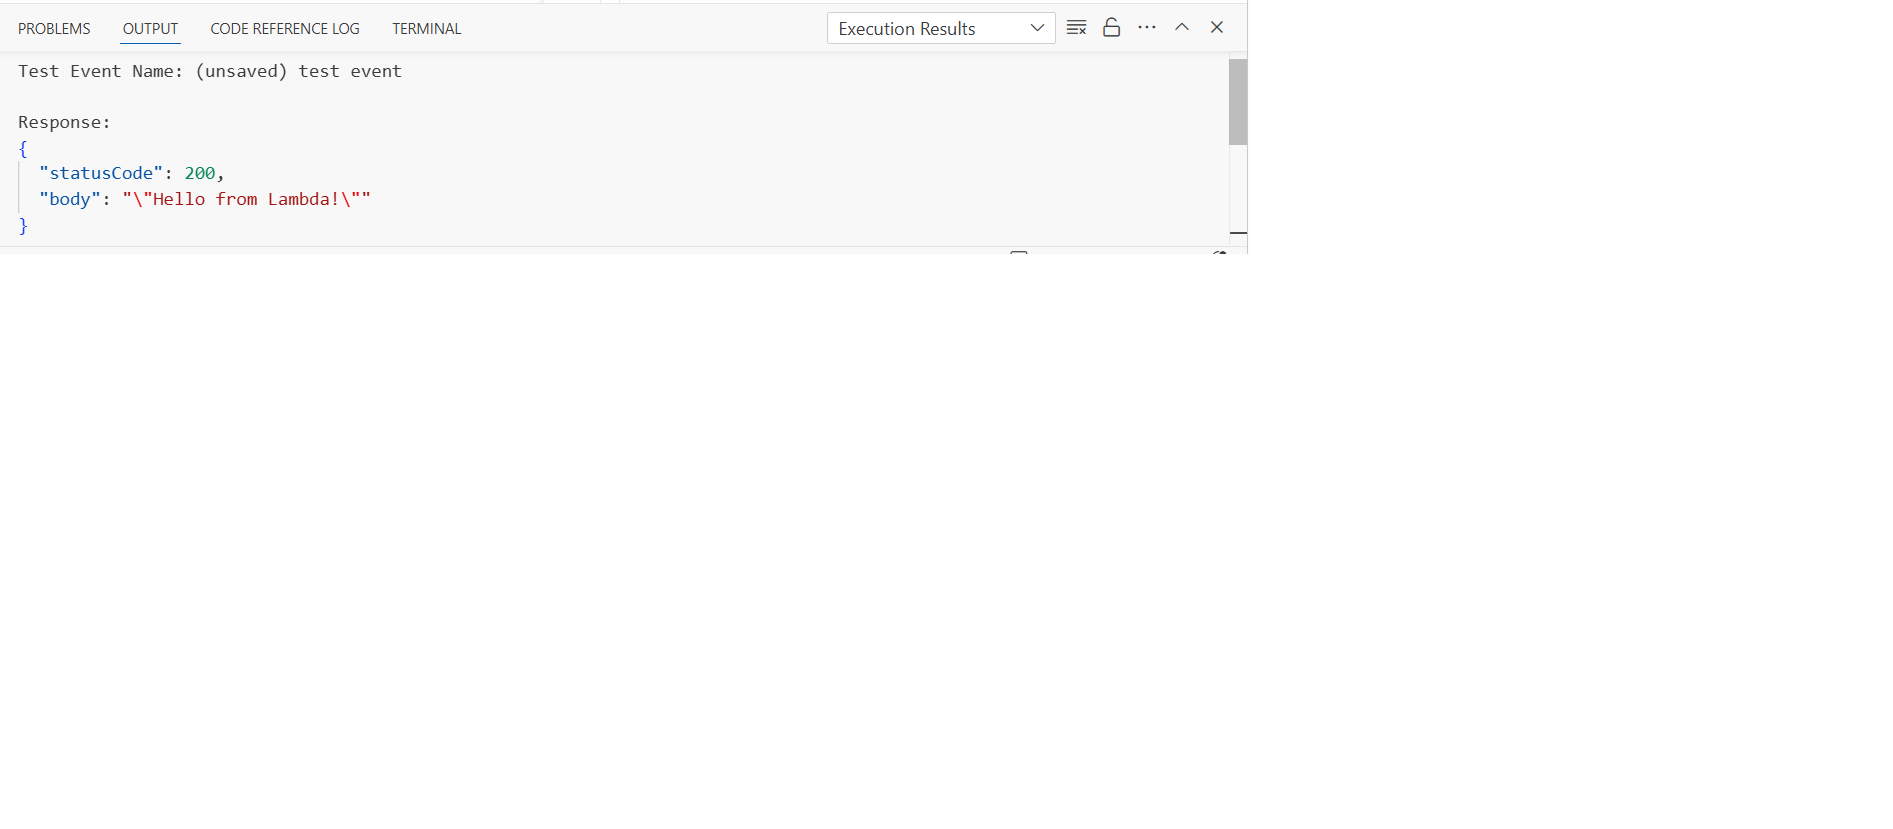 PROBLEMS OUTPUT CODE REFERENCE LOG TERMINAL Execution Results
Test Event Name: (unsaved) test event
Response:
{
"statusCode": 200,
"body": "\"Hello from Lambda!\""
}